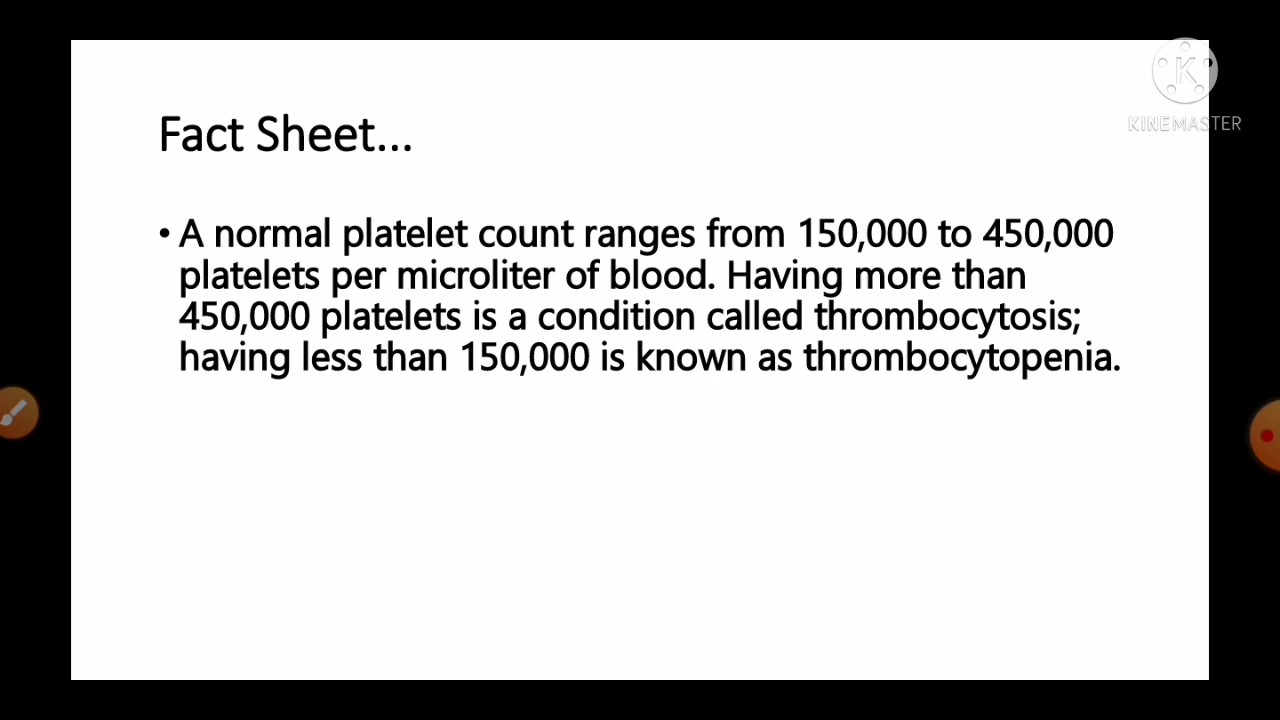 K
KINEMASTER
Fact Sheet...
• A normal platelet count ranges from 150,000 to 450,000
platelets per microliter of blood. Having more than
450,000 platelets is a condition called thrombocytosis;
having less than 150,000 is known as thrombocytopenia.